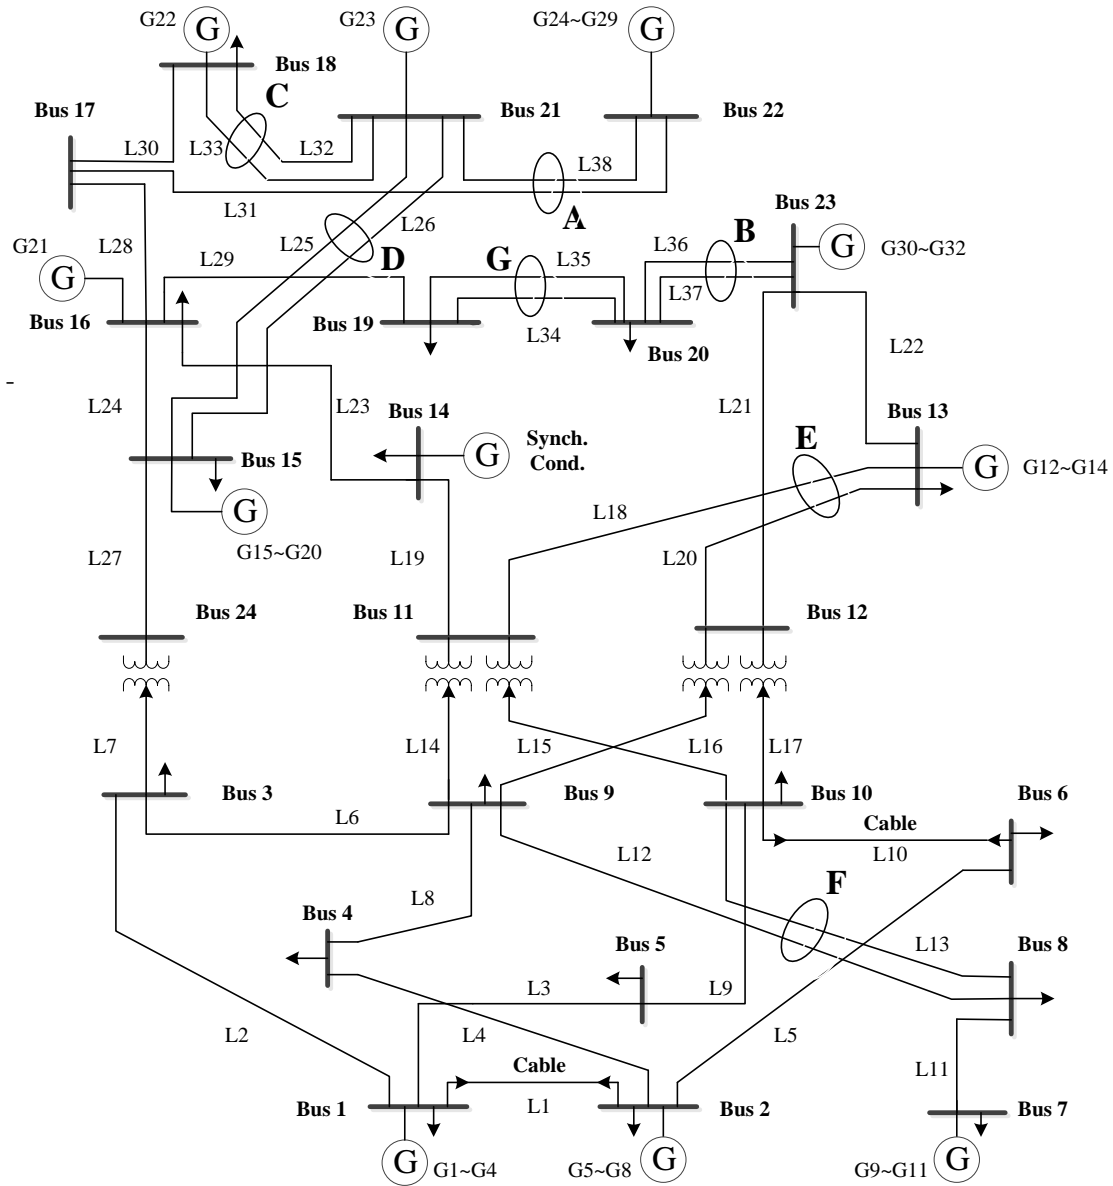 G22
G
G23
G
G24~G29
G
Bus 18
C
Bus 17
Bus 21
Bus 22
L30
L33
L32
L38
A
L31
L25
L26
Bus 23
B
G
G30~G32
G21
G
L28
L29
D
G
L35
L36
L37
Bus 16
Bus 19
L34
Bus 20
L22
-
L24
L23
Bus 14
L21
Bus 13
G
Synch.
Cond.
E
G
G12~G14
Bus 15
G
G15~G20
L18
L27
L19
L20
Bus 24
Bus 11
Bus 12
L7
L14
L15
L16
L17
Bus 3
Bus 9
Bus 10
Bus 6
L6
Cable
L10
L12
F
L8
Bus 4
Bus 5
L13
Bus 8
L3
L9
L2
L4
L5
Cable
L11
Bus 1
L1
Bus 2
Bus 7
G
G1~G4
G5~G8
G
G9~G11
G